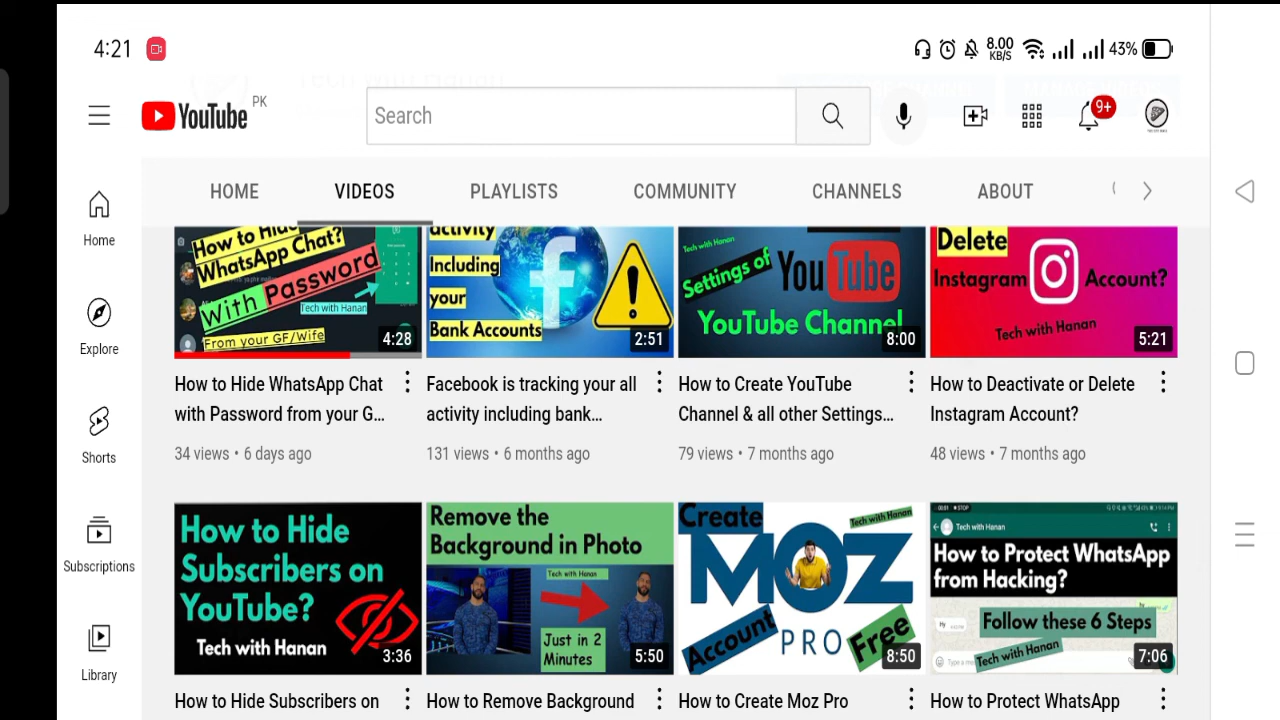 4:21
8.00
KB/S
43%
Tech with Hanan
YouTube PK
Search
9+
HOME VIDEOS PLAYLISTS COMMUNITY CHANNELS ABOUT
Home
Explore
Shorts
Subscriptions
Library
How to Hide
WhatsApp Chat?
With Password
Tech with Hanan
From your GF/Wife
4:28
activity
Including
your
Bank Accounts
2:51
Tech with Hanan
Settings of
YouTube
YouTube Channel
8:00
Delete
Instagram Account?
Tech with Hanan
5:21
How to Hide WhatsApp Chat
with Password from your G...
34 views • 6 days ago
Facebook is tracking your all
activity including bank...
131 views • 6 months ago
How to Create YouTube
Channel & all other Settings...
79 views • 7 months ago
How to Deactivate or Delete
Instagram Account?
48 views • 7 months ago
How to Hide
Subscribers on
YouTube?
Tech with Hanan
3:36
Remove the
Background in Photo
Tech with Hanan
Just in 2
Minutes
5:50
Create
Tech with Hanan
MOZ
PRO
Account
Free
8:50
Tech with Hanan
How to Protect WhatsApp
from Hacking?
Follow these 6 Steps
Tech with Hanan
7:06
How to Hide Subscribers on
How to Remove Background
How to Create Moz Pro
How to Protect WhatsApp